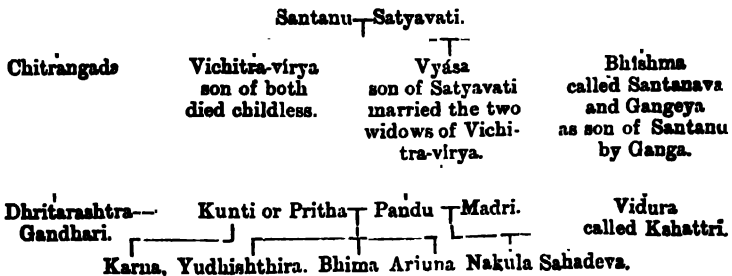 Santanu Satyavati.
Chitrangads Vichitra-virya Vyása Bhishma
son of both son of Satyavati called Santanava
died childless. married the two and Gangeya
widows of Vichi- as son of Santanu
tra-virya. by Ganga.
Dhritarashtra— Kunti or Pritha Pandu Madri. Vidura
Gandhari. called Kshattri.
Karna, Yudhishthira. Bhima Arjuna Nakula Sahadeva.